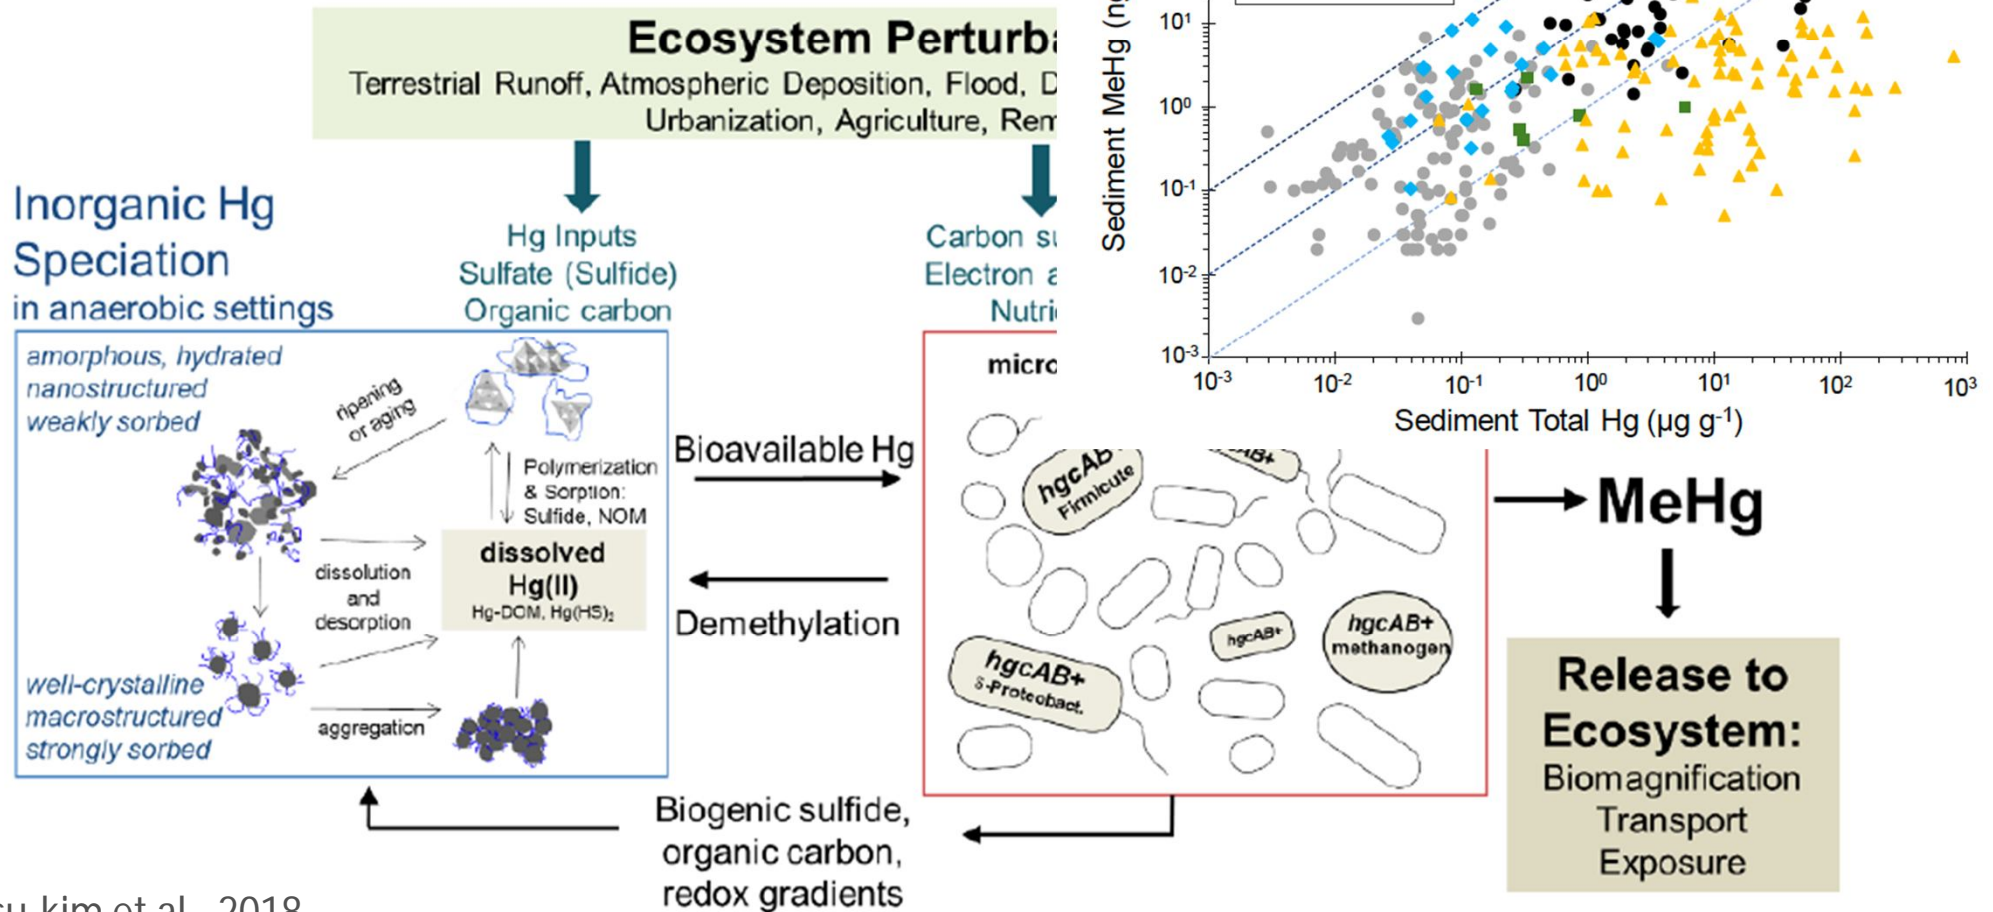 Ecosystem
Terrestrial Runoff, Atmospheric Deposition, Flood,
Urbanization, Agriculture,
Inorganic Hg
Speciation
in anaerobic settings
Hg Inputs
Sulfate (Sulfide)
Organic carbon
Carbon
Electron
amorphous, hydrated
nanostructured
weakly sorbed
ripening
or aging
Polymerization
& Sorption:
Sulfide, NOM
dissolved
Hg(II)
Hg-DOM, Hg(HS)₂
dissolution
and
desorption
well-crystalline
macrostructured
strongly sorbed
aggregation
Bioavailable Hg
Demethylation
hgcAB
Firmicute
hgcAB+
δ-Proteobact.
hgcAB+
hgcAB+
methanogen
Biogenic sulfide,
organic carbon,
redox gradients
MeHg
Release to
Ecosystem:
Biomagnification
Transport
Exposure
Sediment MeHg
10¹
10⁰
10⁻¹
10⁻²
10⁻³
10⁻³ 10⁻² 10⁻¹ 10⁰ 10¹ 10² 10³
Sediment Total Hg (µg g⁻¹)
kim et al., 2018